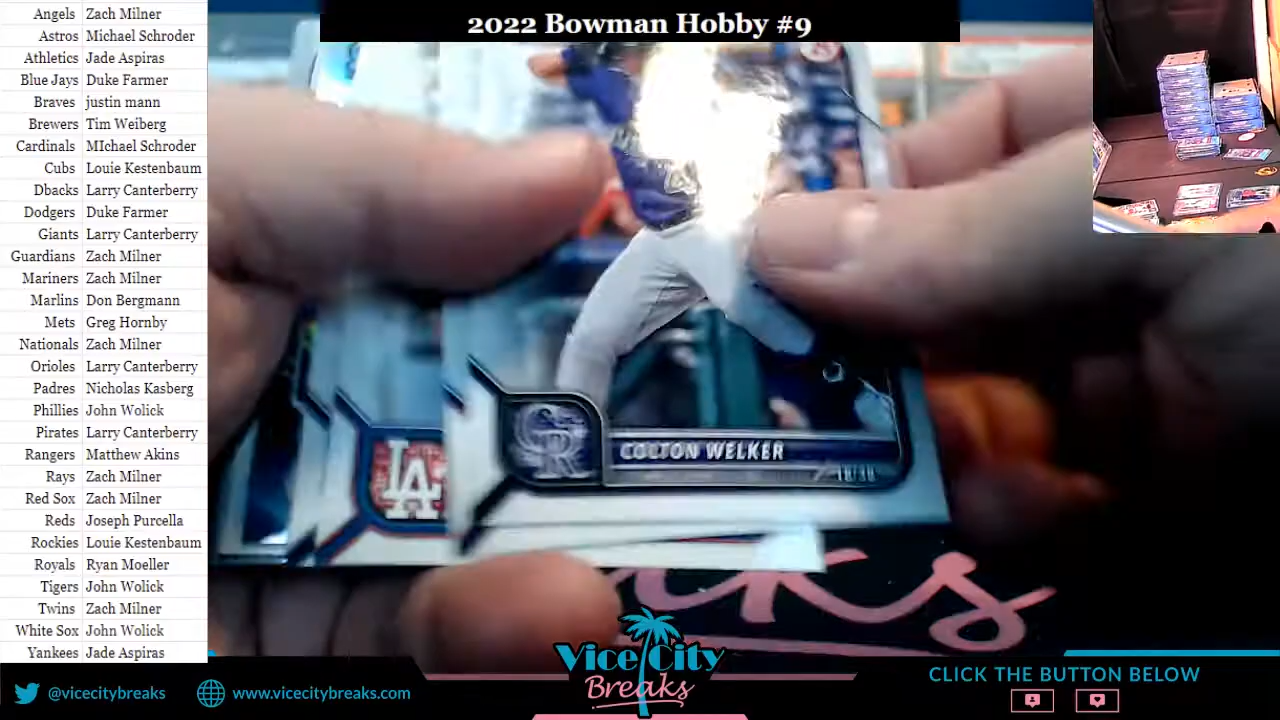 2022 Bowman Hobby #9
Angels Zach Milner
Astros Michael Schroder
Athletics Jade Aspiras
Blue Jays Duke Farmer
Braves justin mann
Brewers Tim Weiberg
Cardinals MIchael Schroder
Cubs Louie Kestenbaum
Dbacks Larry Canterberry
Dodgers Duke Farmer
Giants Larry Canterberry
Guardians Zach Milner
Mariners Zach Milner
Marlins Don Bergmann
Mets Greg Hornby
Nationals Zach Milner
Orioles Larry Canterberry
Padres Nicholas Kasberg
Phillies John Wolick
Pirates Larry Canterberry
Rangers Matthew Akins
Rays Zach Milner
Red Sox Zach Milner
Reds Joseph Purcella
Rockies Louie Kestenbaum
Royals Ryan Moeller
Tigers John Wolick
Twins Zach Milner
White Sox John Wolick
Yankees Jade Aspiras
CR
COLTON WELKER
LA
Vice City
Breaks
@vicecitybreaks
www.vicecitybreaks.com
CLICK THE BUTTON BELOW